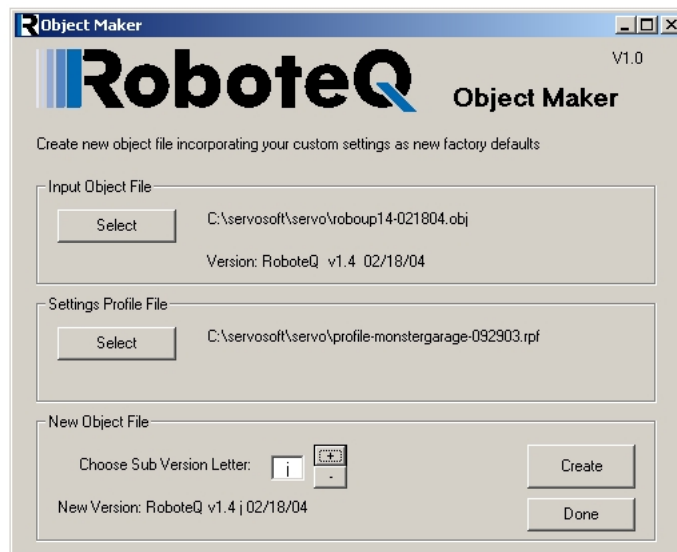 Object Maker
RoboteQ
V1.0
Object Maker
Create new object file incorporating your custom settings as new factory defaults
Input Object File
Select
C:\servosoft\servo\roboup14-021804.obj
Version: RoboteQ v1.4 02/18/04
Settings Profile File
Select
C:\servosoft\servo\profile-monstergarage-092903.rpf
New Object File
Choose Sub Version Letter:
j
+
-
Create
New Version: RoboteQ v1.4 j 02/18/04
Done